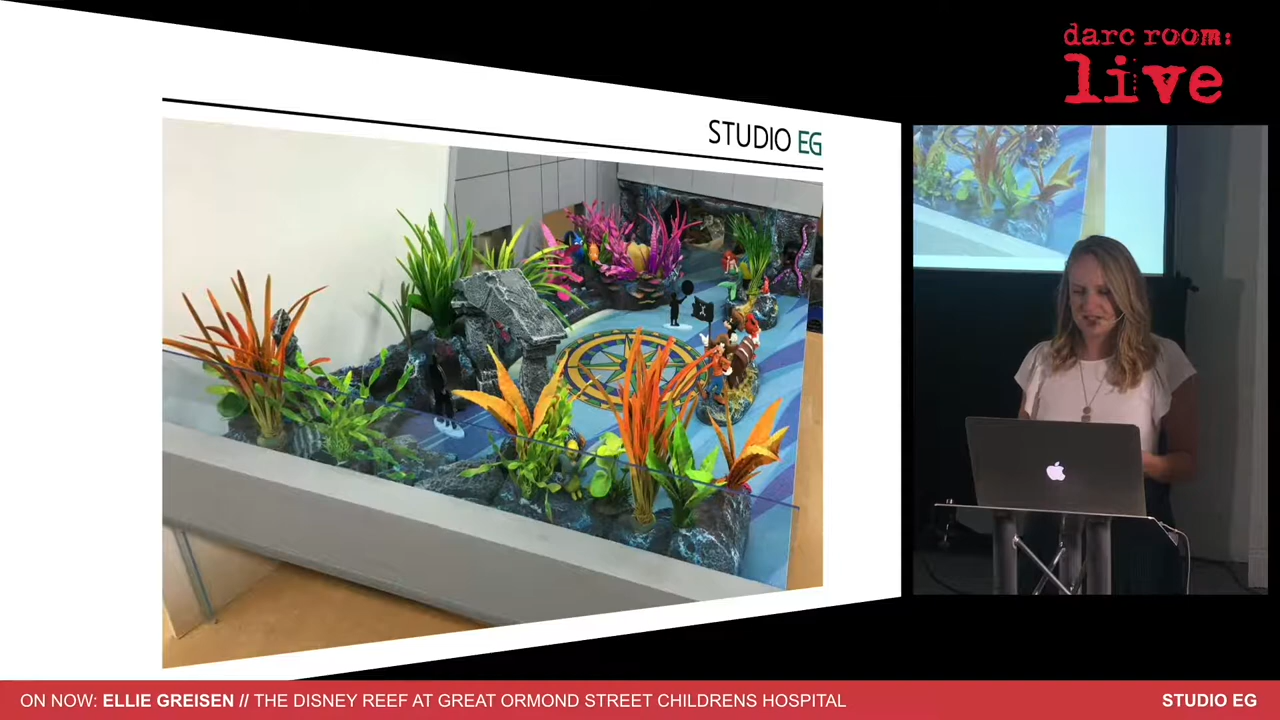 darc room:
live
STUDIO EG
ON NOW: ELLIE GREISEN // THE DISNEY REEF AT GREAT ORMOND STREET CHILDRENS HOSPITAL
STUDIO EG